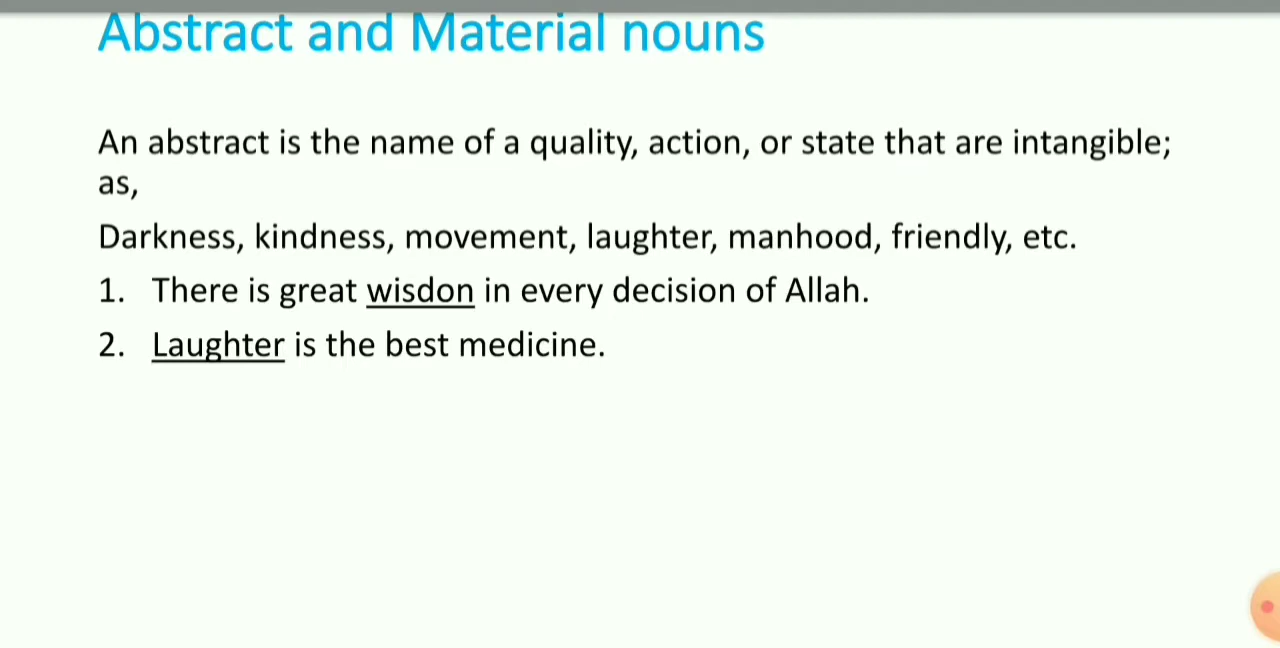 Abstract and Material nouns
An abstract is the name of a quality, action, or state that are intangible;
as,
Darkness, kindness, movement, laughter, manhood, friendly, etc.
1. There is great wisdon in every decision of Allah.
2. Laughter is the best medicine.